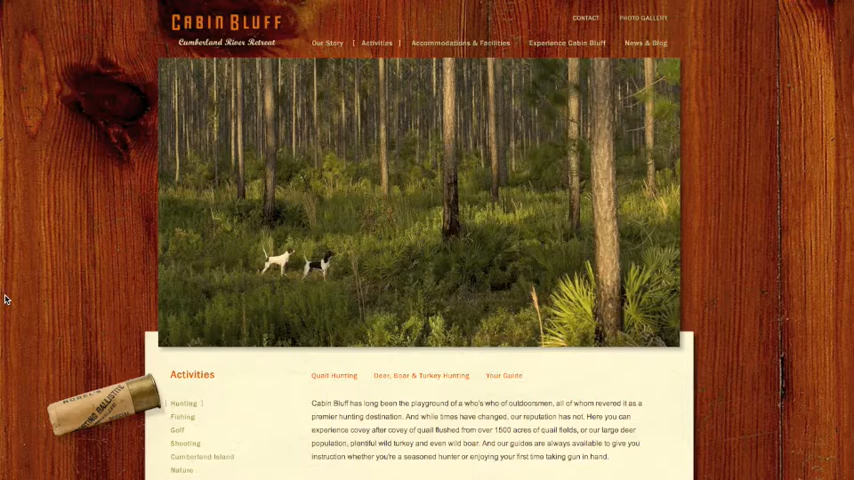 CABIN BLUFF
Cumberland River Retreat
CONTACT
PHOTO GALLERY
Our Story
[ Activities ]
Accommodations & Facilities
Experience Cabin Bluff
News & Blog
Activities
[ Hunting ]
Fishing
Golf
Shooting
Cumberland Island
Nature
Quail Hunting
Deer, Boar & Turkey Hunting
Your Guide
Cabin Bluff has long been the playground of a who's who of outdoorsmen, all of whom revered it as a
premier hunting destination. And while times have changed, our reputation has not. Here you can
experience covey after covey of quail flushed from over 1500 acres of quail fields, or our large deer
population, plentiful wild turkey and even wild boar. And our guides are always available to give you
instruction whether you're a seasoned hunter or enjoying your first time taking gun in hand.